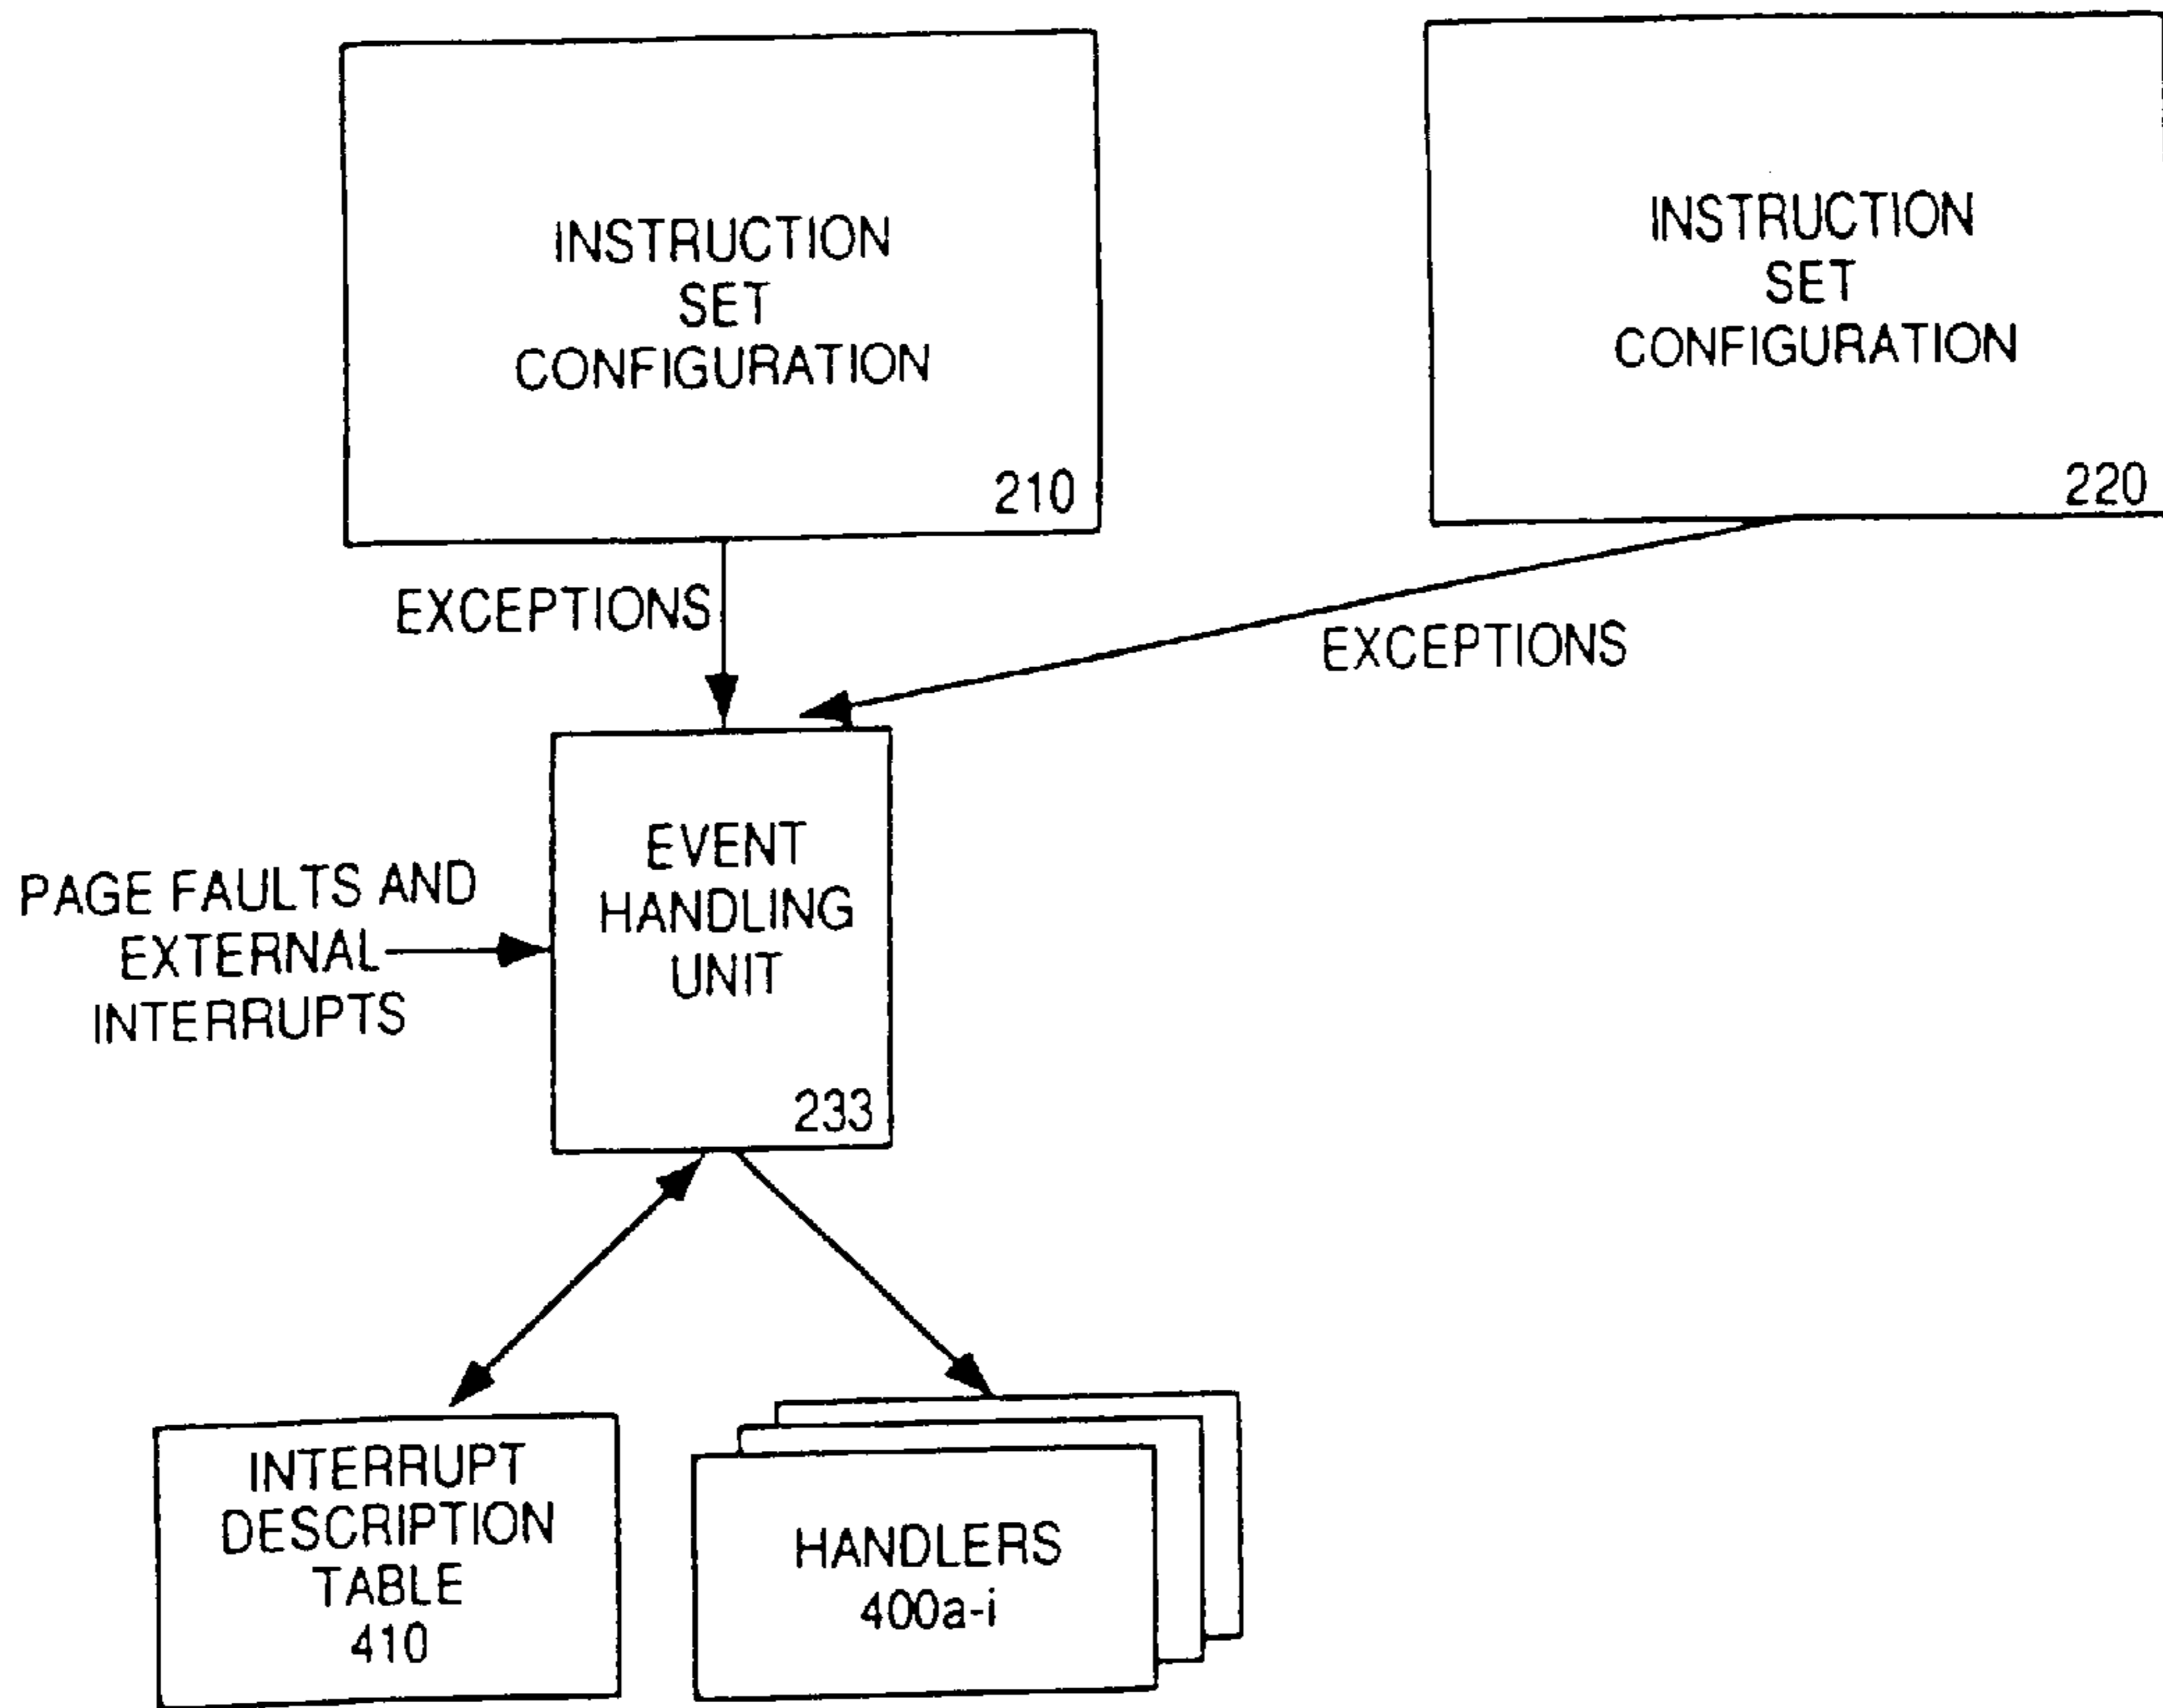 INSTRUCTION
SET
CONFIGURATION
210
INSTRUCTION
SET
CONFIGURATION
220
EXCEPTIONS
EXCEPTIONS
PAGE FAULTS AND
EXTERNAL
INTERRUPTS
EVENT
HANDLING
UNIT
233
INTERRUPT
DESCRIPTION
TABLE
410
HANDLERS
400a-i